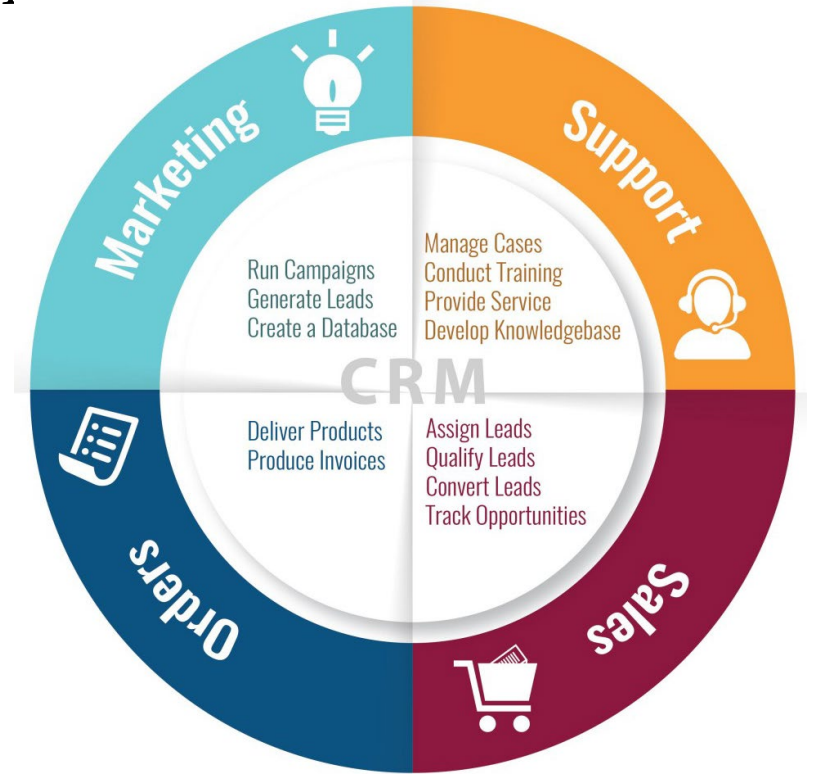 Marketing
Support
Run Campaigns
Generate Leads
Create a Database
Manage Cases
Conduct Training
Provide Service
Develop Knowledgebase
CRM
Deliver Products
Produce Invoices
Assign Leads
Qualify Leads
Convert Leads
Track Opportunities
Orders
Sales